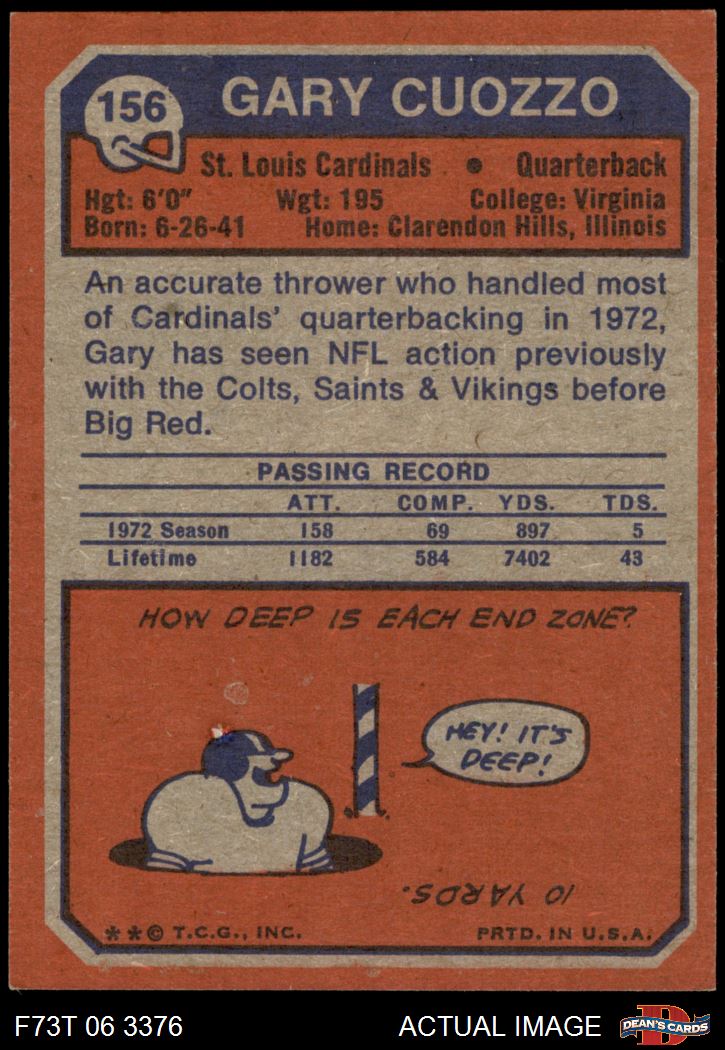 156
GARY CUOZZO
St. Louis Cardinals • Quarterback
Hgt: 6'0" Wgt: 195 College: Virginia
Born: 6-26-41 Home: Clarendon Hills, Illinois
An accurate thrower who handled most
of Cardinals' quarterbacking in 1972,
Gary has seen NFL action previously
with the Colts, Saints & Vikings before
Big Red.
PASSING RECORD
ATT. COMP. YDS. TDS.
1972 Season 158 69 897 5
Lifetime 1182 584 7402 43
HOW DEEP IS EACH END ZONE?
HEY! IT'S
DEEP!
10 YARDS.
**© T.C.G., INC. PRTD. IN U.S.A.
F73T 06 3376 ACTUAL IMAGE D DEAN'S CARDS